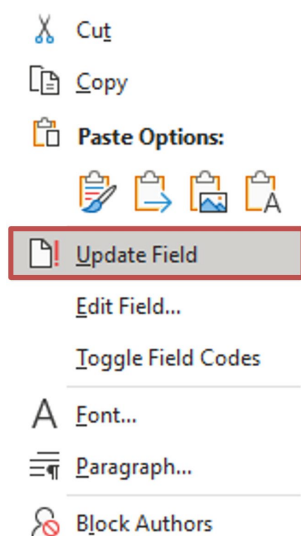 Cut
Copy
Paste Options:
Update Field
Edit Field...
Toggle Field Codes
Font...
Paragraph...
Block Authors